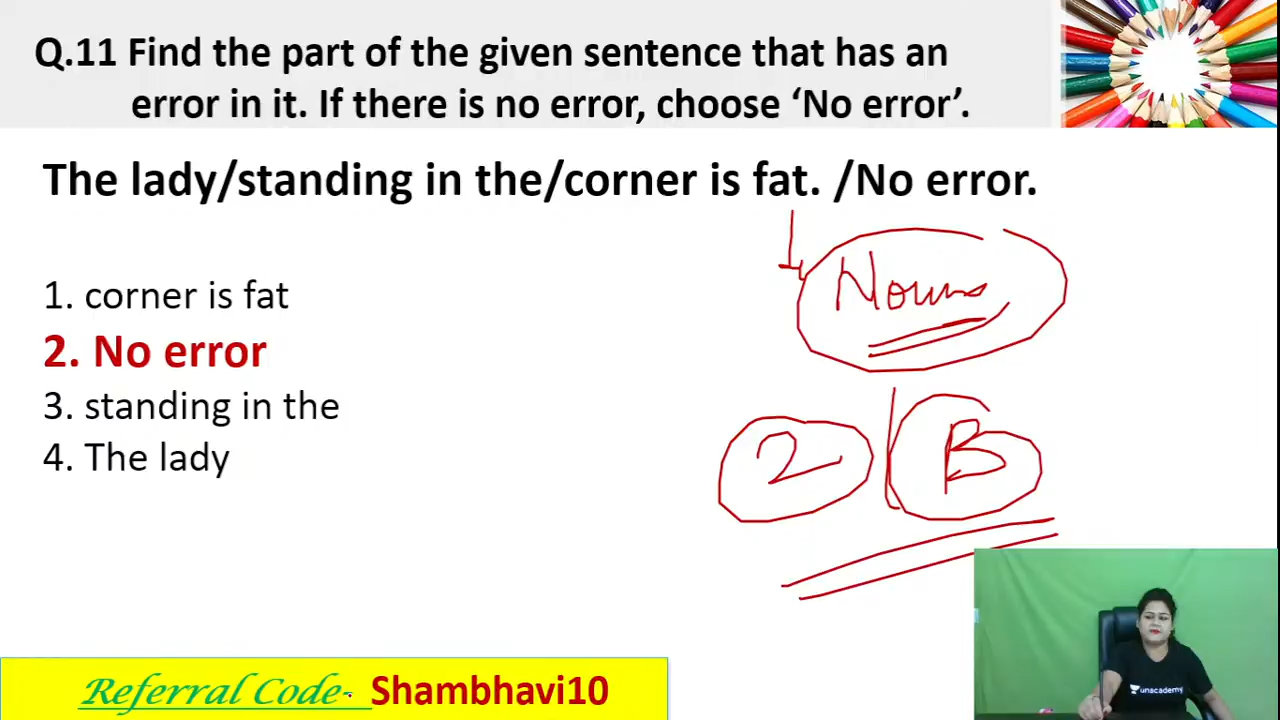 Q.11 Find the part of the given sentence that has an
error in it. If there is no error, choose ‘No error’.
The lady/standing in the/corner is fat. /No error.
1. corner is fat
2. No error
3. standing in the
4. The lady
Nouns
2 B
unacademy
Referral Code- Shambhavi10